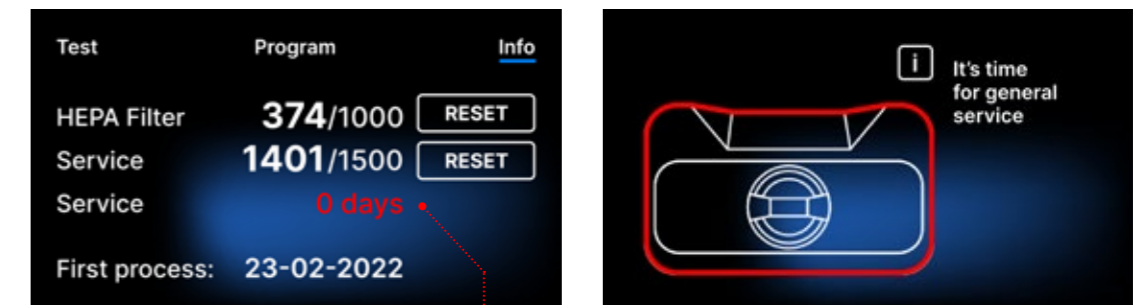 Test Program Info
HEPA Filter 374/1000 RESET
Service 1401/1500 RESET
Service 0 days
First process: 23-02-2022
i It's time
for general
service